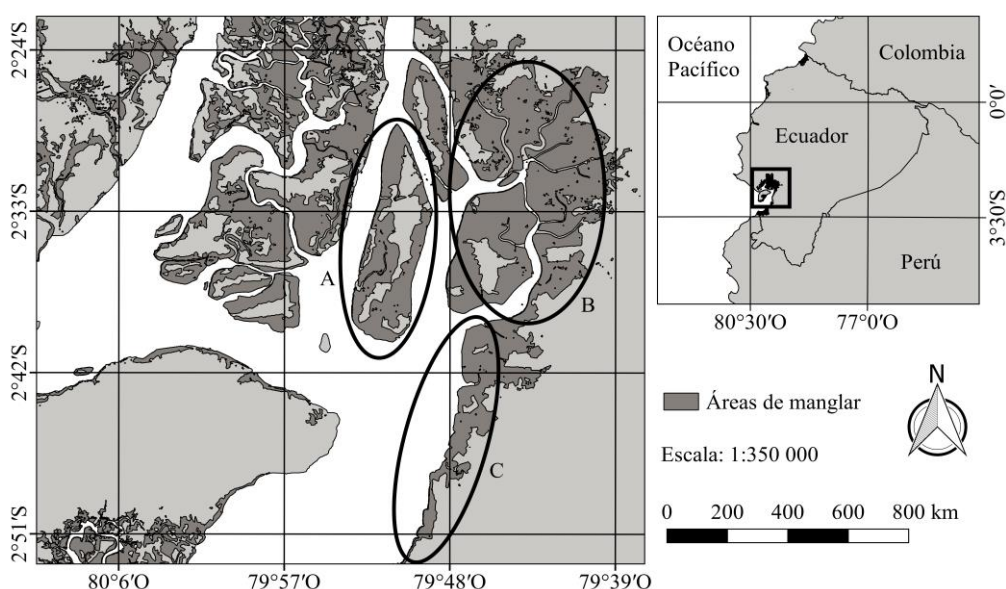 2°24′S
2°33′S
2°42′S
2°51′S
80°6′O
79°57′O
79°48′O
79°39′O
A
B
C
Océano
Pacífico
Colombia
Ecuador
Perú
0°0′
3°30′S
80°30′O
77°0′O
Áreas de manglar
Escala: 1:350 000
N
0 200 400 600 800 km